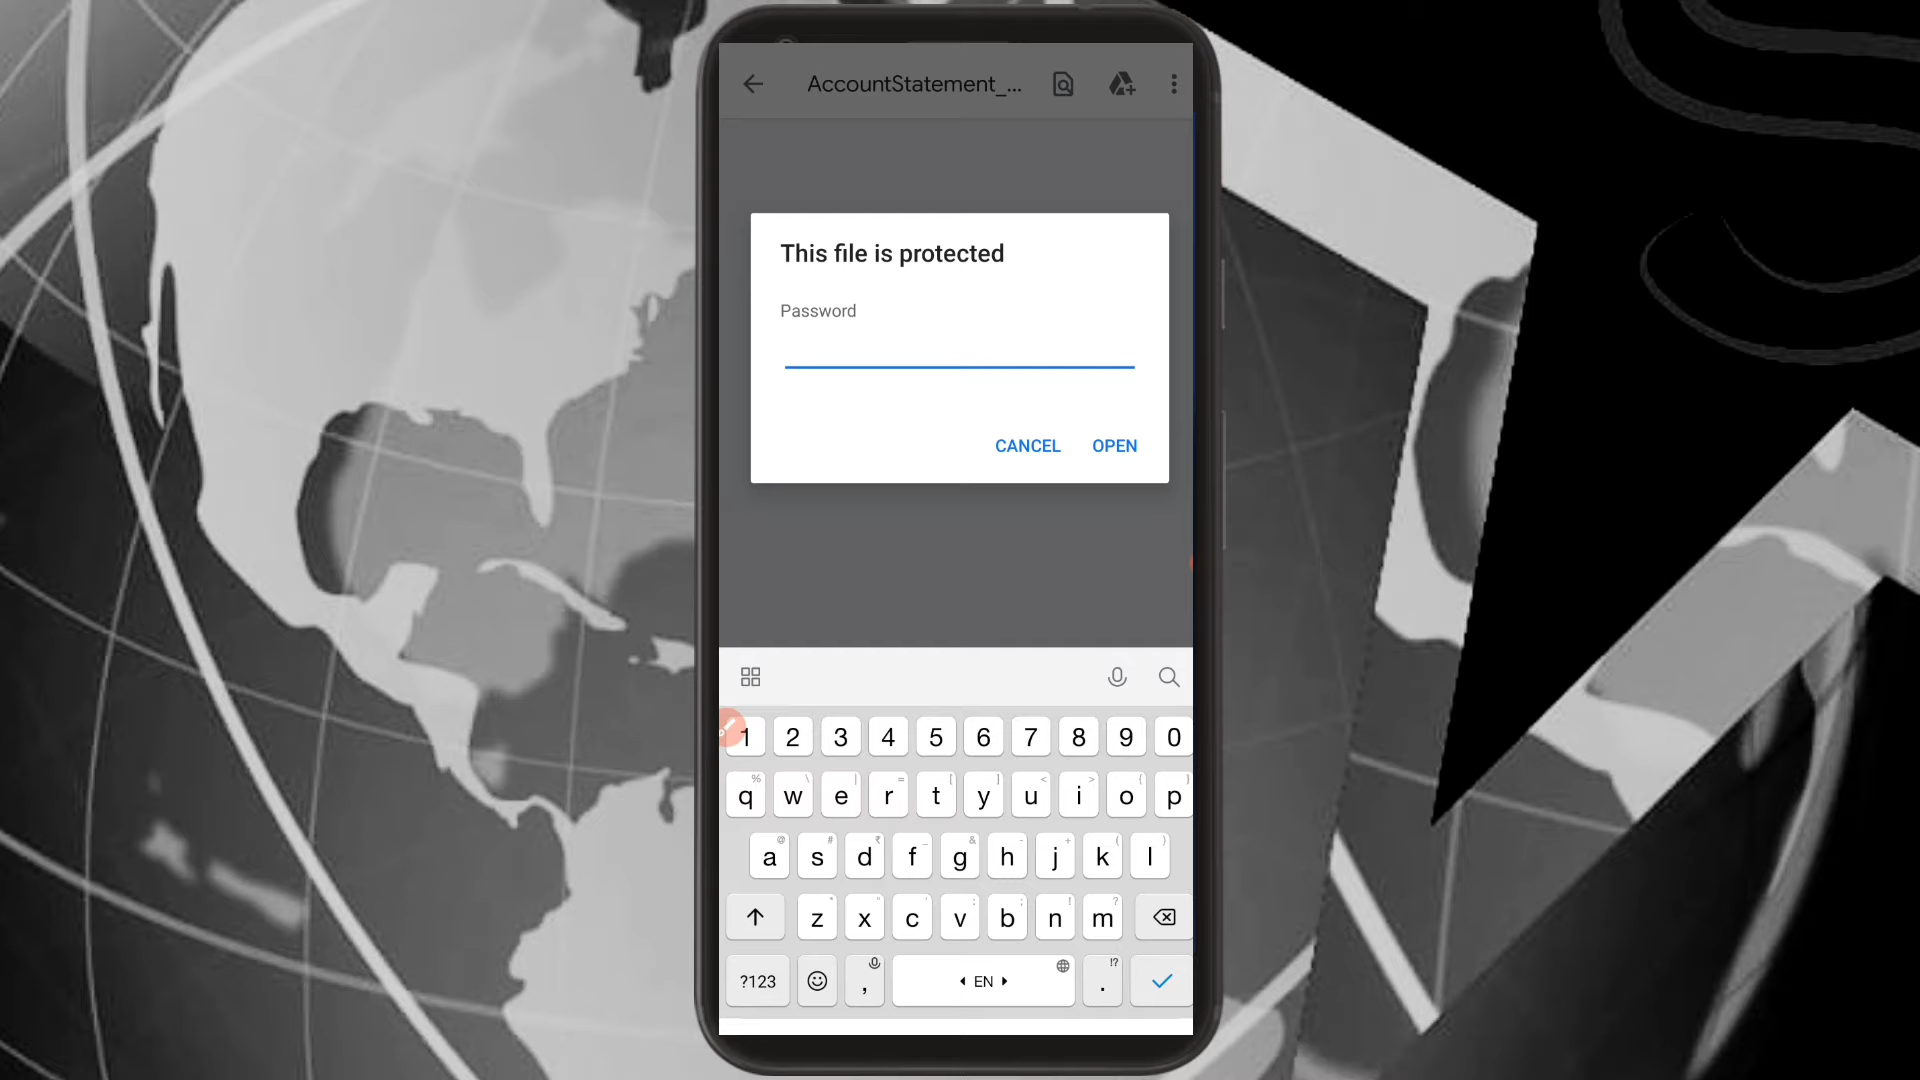 AccountStatement_...
This file is protected
Password
CANCEL OPEN
1 2 3 4 5 6 7 8 9 0
% \ | = [ ] < > { }
q w e r t y u i o p
@ # ₹ _ & - + ( )
a s d f g h j k l
* " ' : ; ! ?
z x c v b n m
!?
?123 , EN .